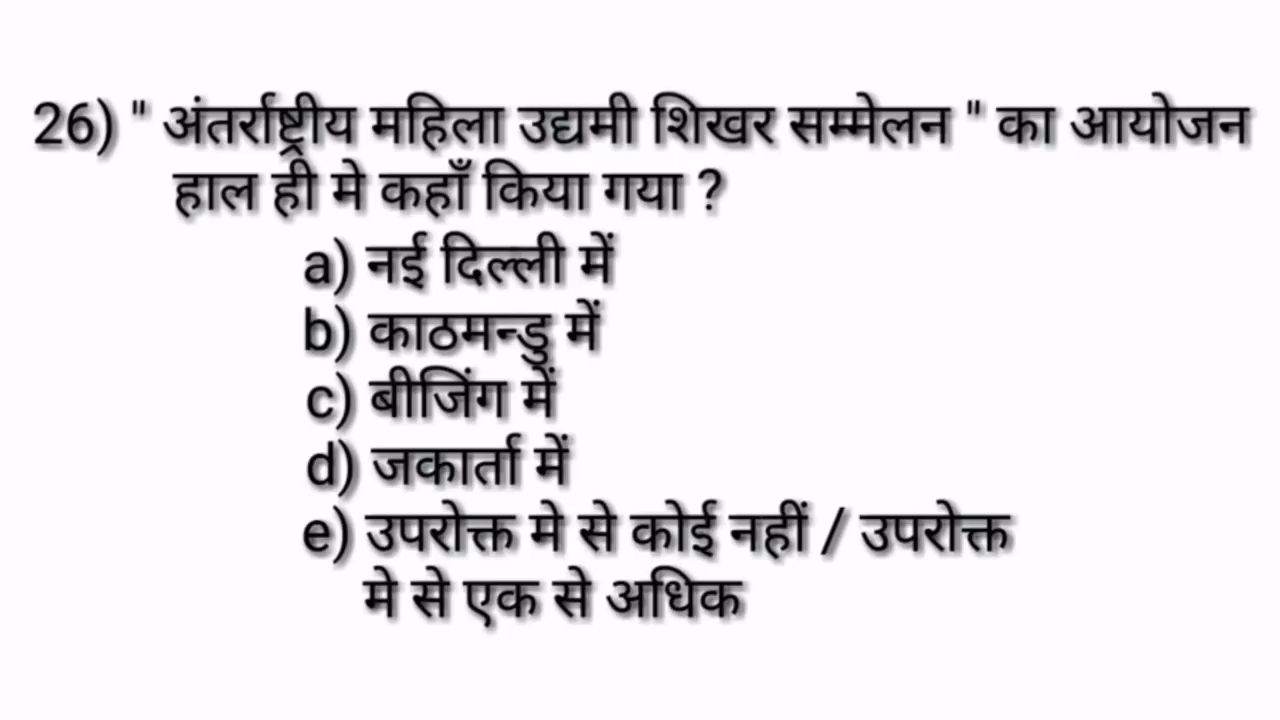 26) " अंतर्राष्ट्रीय महिला उद्यमी शिखर सम्मेलन " का आयोजन
हाल ही मे कहाँ किया गया ?
a) नई दिल्ली में
b) काठमन्डु में
c) बीजिंग में
d) जकार्ता में
e) उपरोक्त मे से कोई नहीं / उपरोक्त
मे से एक से अधिक